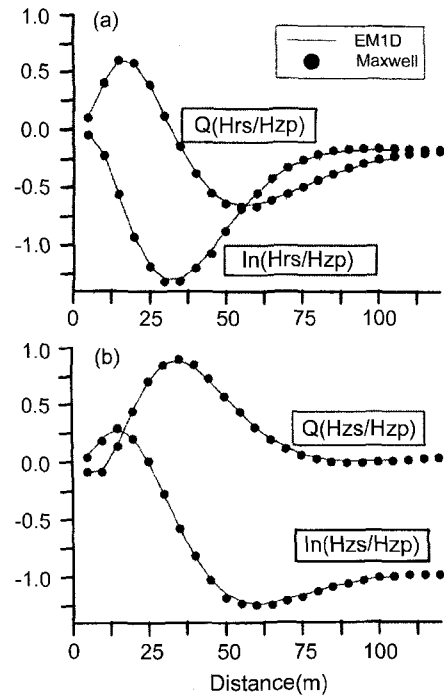 (a)
EM1D
Maxwell
1.0
0.5
0.0
-0.5
-1.0
Q(Hrs/Hzp)
In(Hrs/Hzp)
0 25 50 75 100
(b)
1.0
0.5
0.0
-0.5
-1.0
Q(Hzs/Hzp)
In(Hzs/Hzp)
0 25 50 75 100
Distance(m)